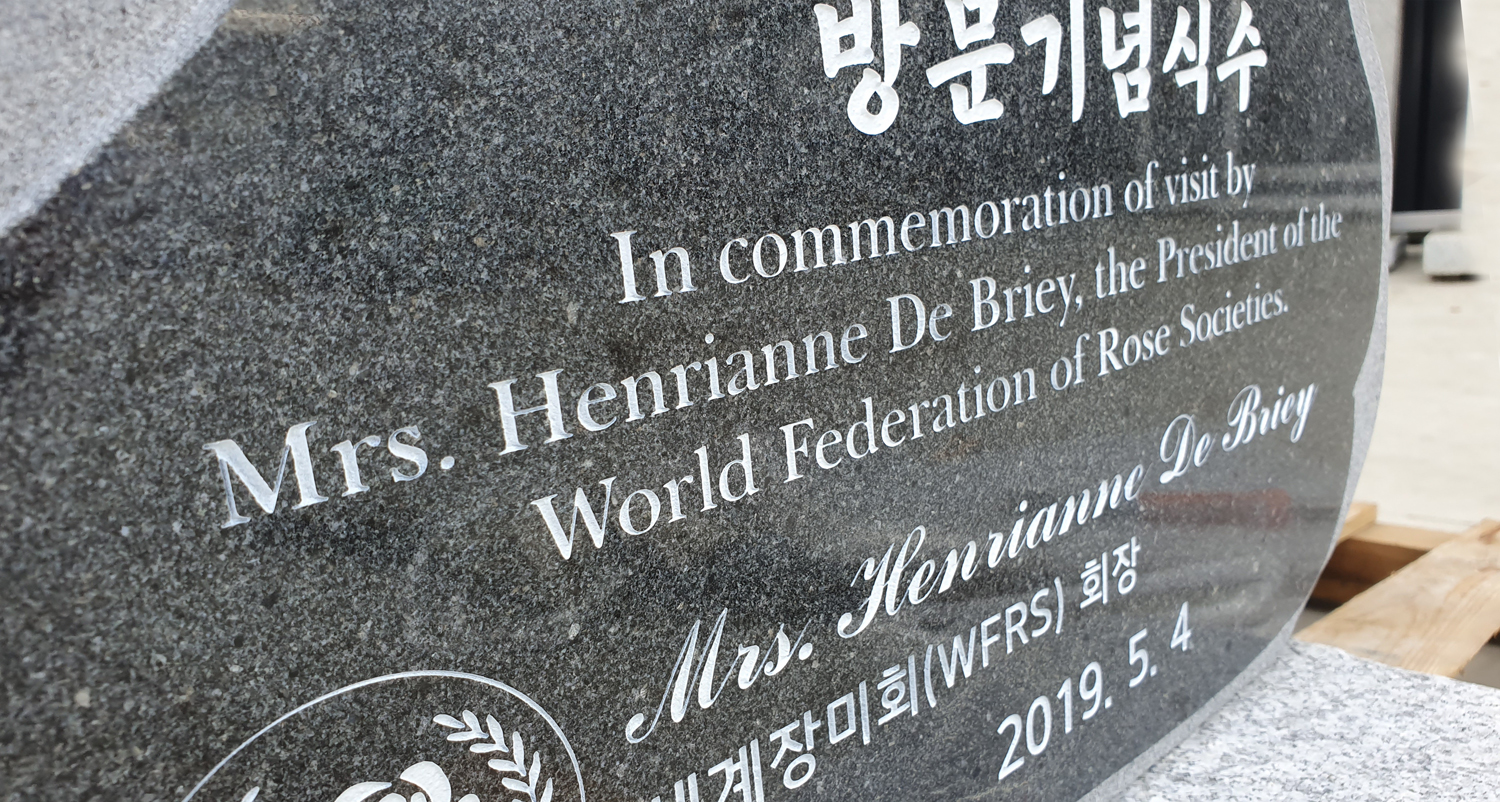 방문기념식수
In commemoration of visit by
Mrs. Henrianne De Briey, the President of the
World Federation of Rose Societies.
Mrs. Henrianne De Briey
세계장미회(WFRS) 회장
2019. 5. 4